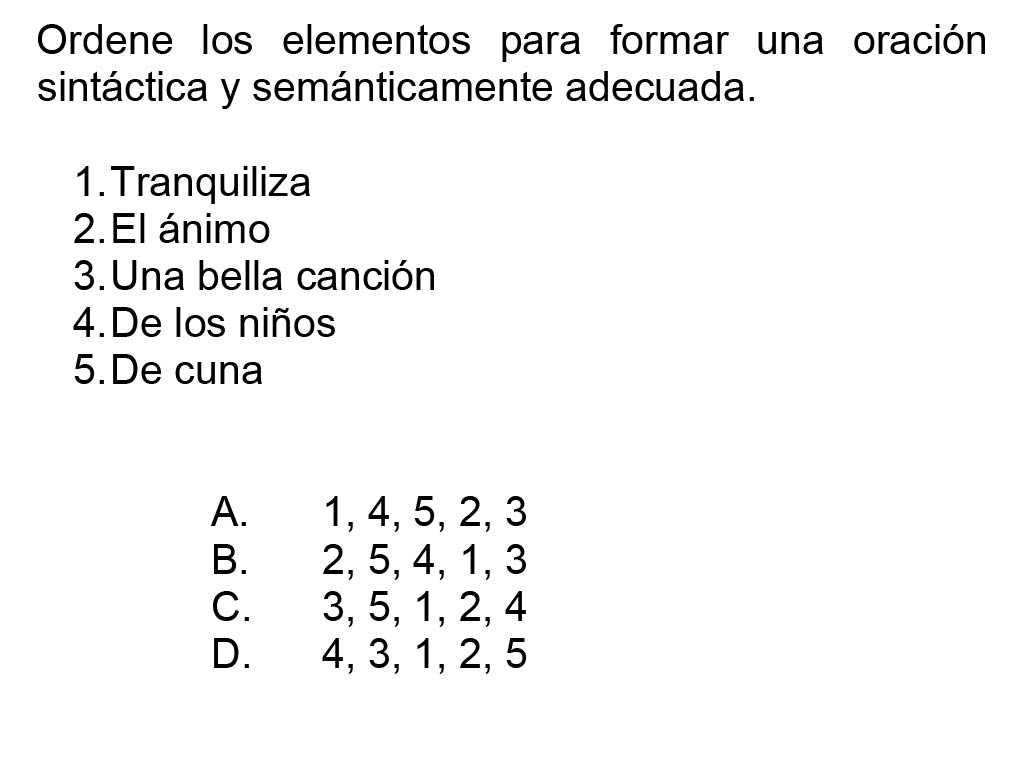 Ordene los elementos para formar una oración
sintáctica y semánticamente adecuada.
1. Tranquiliza
2. El ánimo
3. Una bella canción
4. De los niños
5. De cuna
A. 1, 4, 5, 2, 3
B. 2, 5, 4, 1, 3
C. 3, 5, 1, 2, 4
D. 4, 3, 1, 2, 5